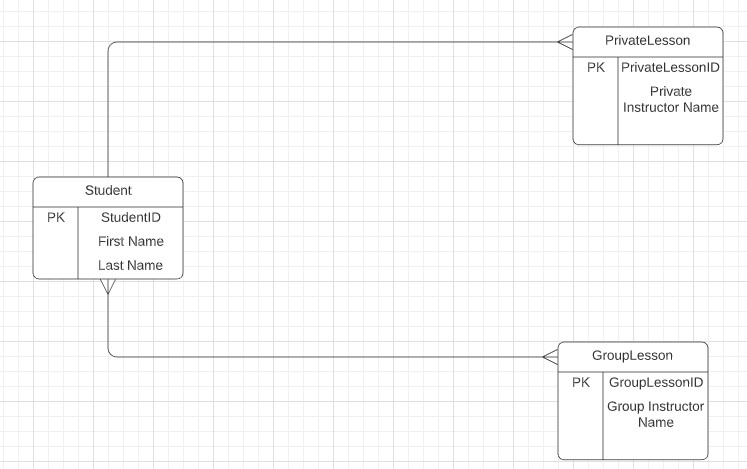 PrivateLesson
PK PrivateLessonID
Private
Instructor Name
Student
PK StudentID
First Name
Last Name
GroupLesson
PK GroupLessonID
Group Instructor
Name